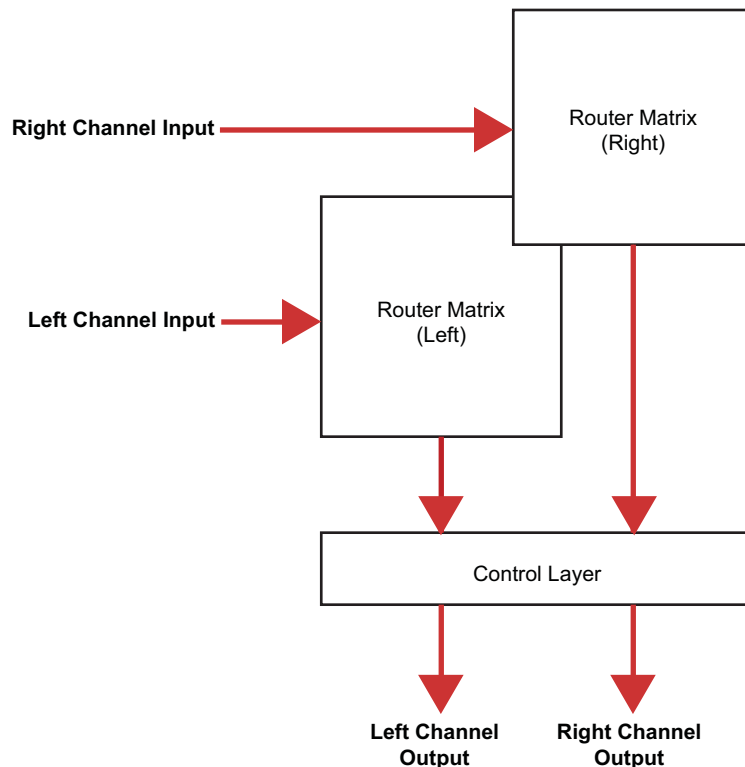 Router Matrix
(Right)
Right Channel Input
Router Matrix
(Left)
Left Channel Input
Control Layer
Left Channel
Output
Right Channel
Output